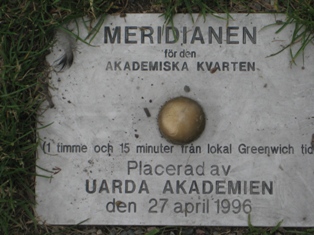 MERIDIANEN
för den
AKADEMISKA KVARTEN
(1 timme och 15 minuter från lokal Greenwich tid
Placerad av
UARDA AKADEMIEN
den 27 april 1996